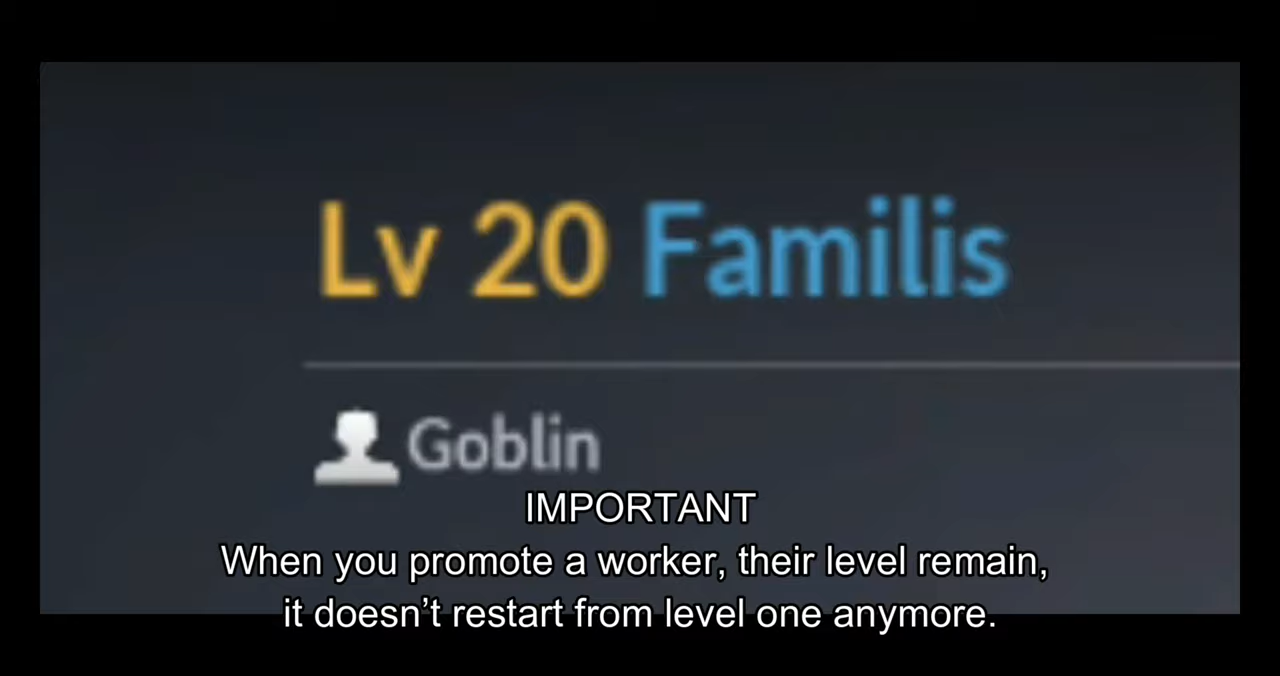 Lv 20 Familis
Goblin
IMPORTANT
When you promote a worker, their level remain,
it doesn’t restart from level one anymore.